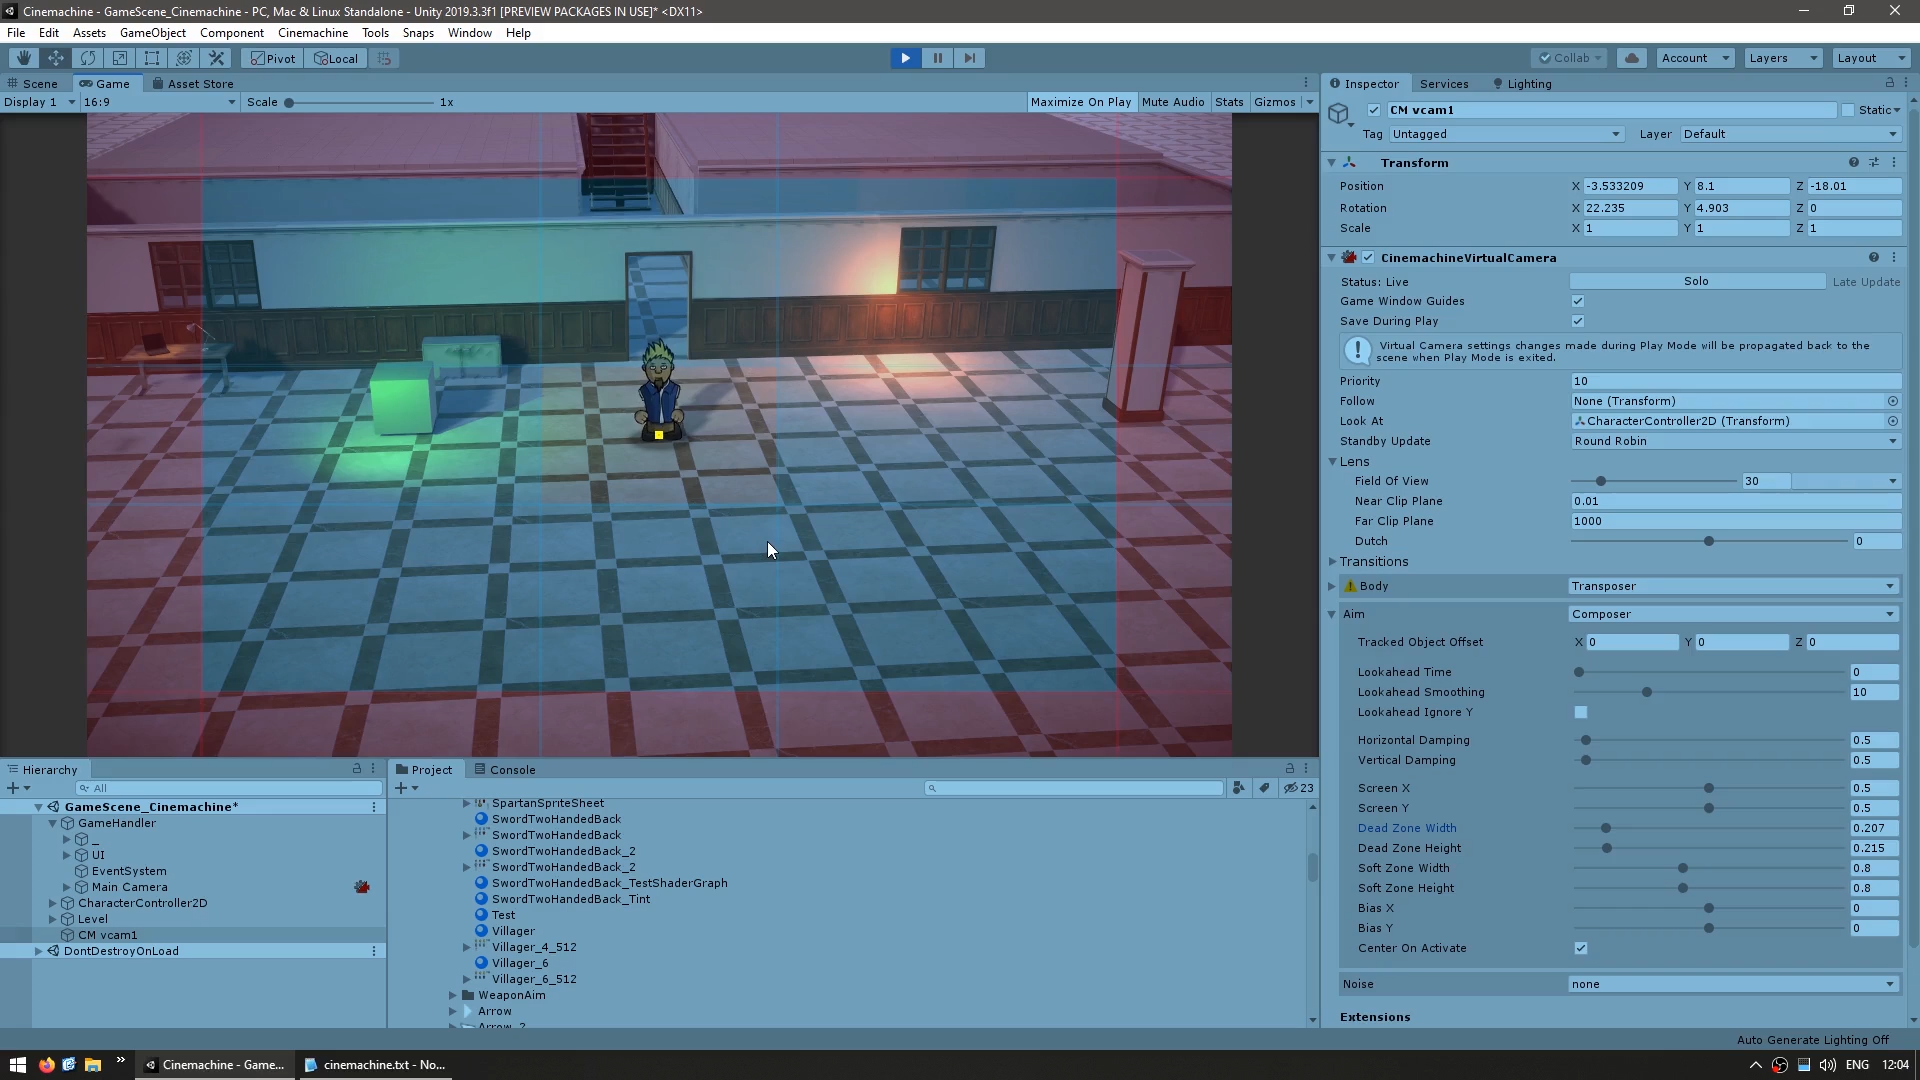 Cinemachine - GameScene_Cinemachine - PC, Mac & Linux Standalone - Unity 2019.3.3f1 [PREVIEW PACKAGES IN USE]* <DX11>
File Edit Assets GameObject Component Cinemachine Tools Snaps Window Help
Pivot Local Collab Account Layers Layout
Scene Game Asset Store
Display 1 16:9 Scale 1x Maximize On Play Mute Audio Stats Gizmos
Inspector Services Lighting
CM vcam1 Static
Tag Untagged Layer Default
Transform
Position X -3.533209 Y 8.1 Z -18.01
Rotation X 22.235 Y 4.903 Z 0
Scale X 1 Y 1 Z 1
CinemachineVirtualCamera
Status: Live Solo Late Update
Game Window Guides
Save During Play
Virtual Camera settings changes made during Play Mode will be propagated back to the
scene when Play Mode is exited.
Priority 10
Follow None (Transform)
Look At CharacterController2D (Transform)
Standby Update Round Robin
Lens
Field Of View 30
Near Clip Plane 0.01
Far Clip Plane 1000
Dutch 0
Transitions
Body Transposer
Aim Composer
Tracked Object Offset X 0 Y 0 Z 0
Lookahead Time 0
Lookahead Smoothing 10
Lookahead Ignore Y
Horizontal Damping 0.5
Vertical Damping 0.5
Screen X 0.5
Screen Y 0.5
Dead Zone Width 0.207
Dead Zone Height 0.215
Soft Zone Width 0.8
Soft Zone Height 0.8
Bias X 0
Bias Y 0
Center On Activate
Noise none
Extensions
Hierarchy
All
GameScene_Cinemachine*
GameHandler
_
UI
EventSystem
Main Camera
CharacterController2D
Level
CM vcam1
DontDestroyOnLoad
Project Console
23
SpartanSpriteSheet
SwordTwoHandedBack
SwordTwoHandedBack
SwordTwoHandedBack_2
SwordTwoHandedBack_2
SwordTwoHandedBack_TestShaderGraph
SwordTwoHandedBack_Tint
Test
Villager
Villager_4_512
Villager_6
Villager_6_512
WeaponAim
Arrow
Arrow_2
Auto Generate Lighting Off
Cinemachine - Game... cinemachine.txt - No... ENG 12:04